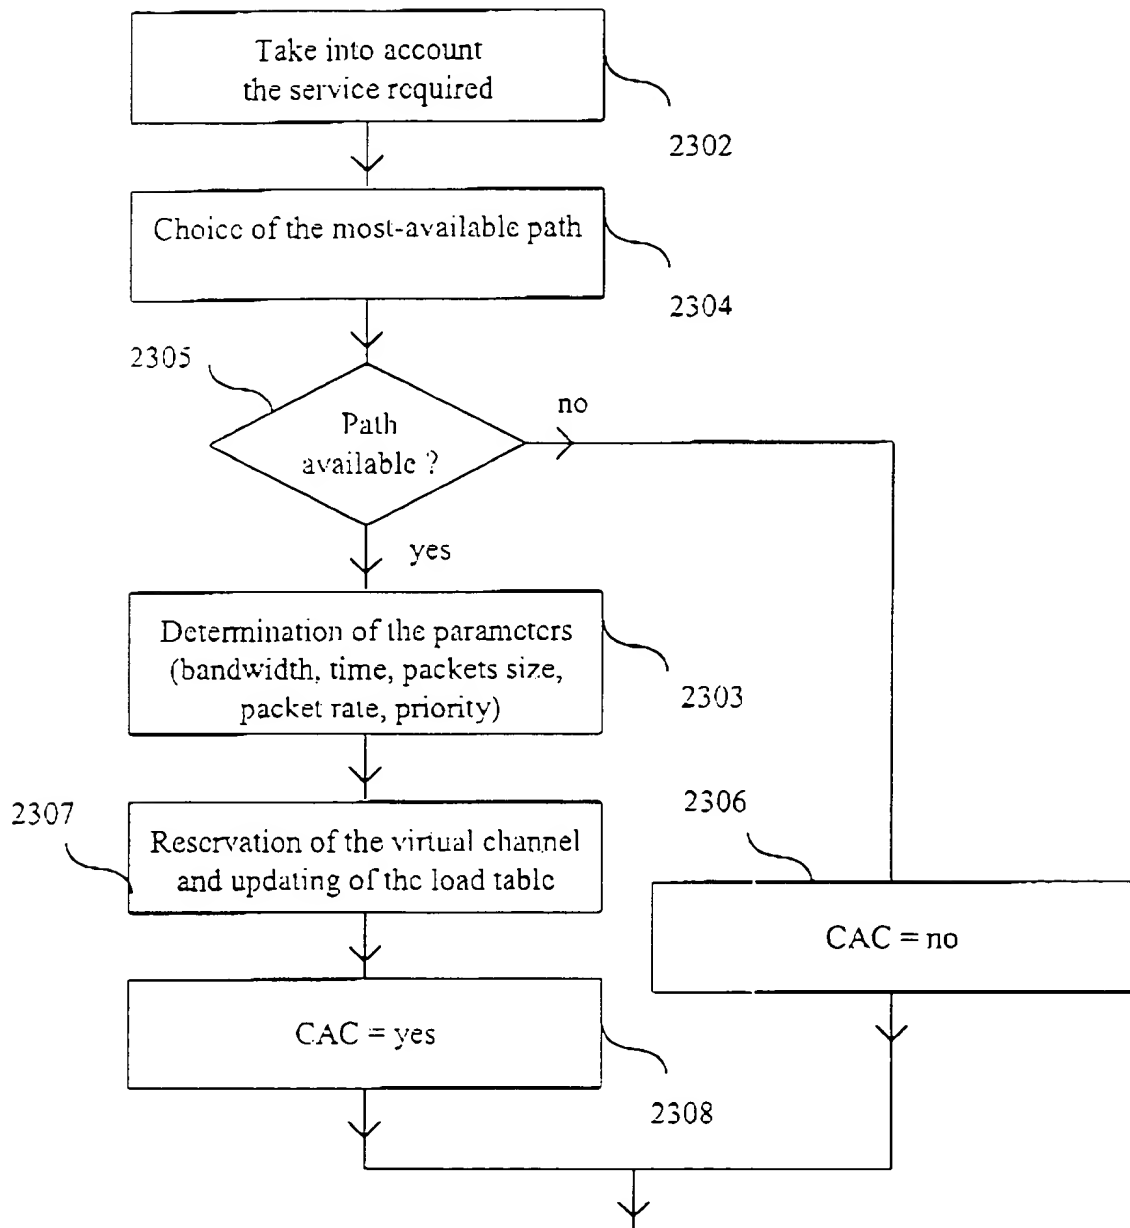 Take into account
the service required
2302
Choice of the most-available path
2304
2305
Path
available ?
no
yes
Determination of the parameters
(bandwidth, time, packets size,
packet rate, priority)
2303
2307
Reservation of the virtual channel
and updating of the load table
2306
CAC = no
CAC = yes
2308